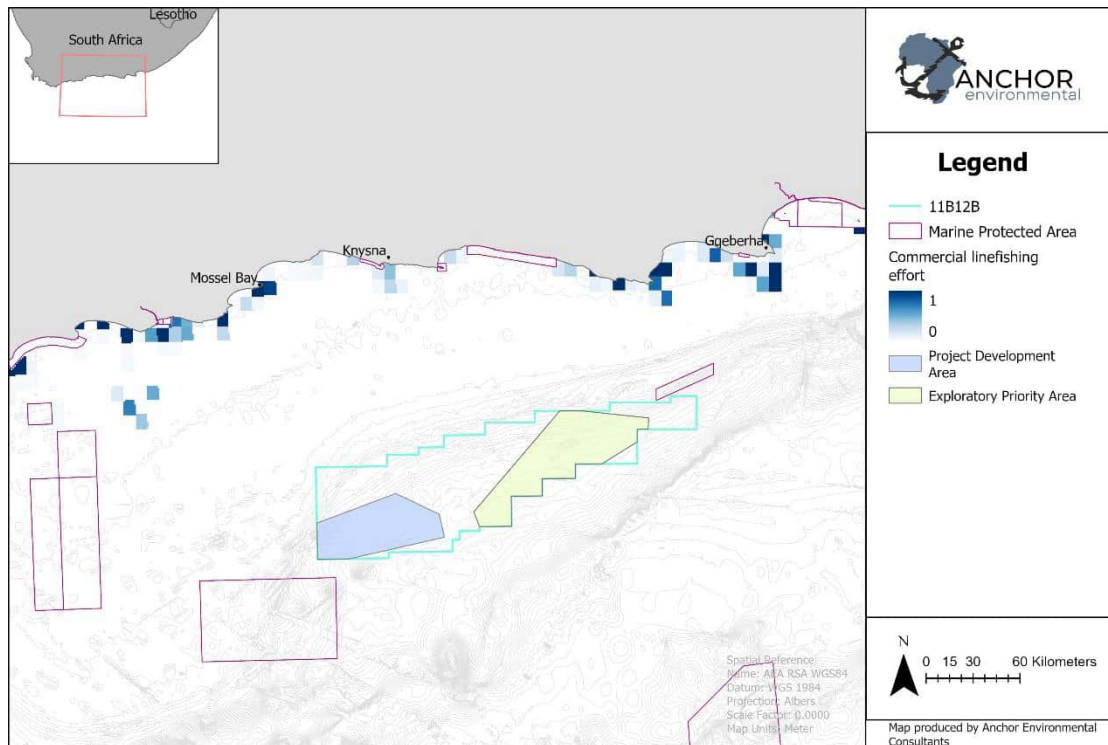 Lesotho
South Africa
Knysna
Mossel Bay
Gqeberha
Spatial Reference
Name: AEA RSA WGS84
Datum: WGS 1984
Projection: Albers
Scale Factor: 0.0000
Map Units: Meter
ANCHOR
environmental
Legend
11B12B
Marine Protected Area
Commercial linefishing
effort
1
0
Project Development
Area
Exploratory Priority Area
N
0 15 30 60 Kilometers
Map produced by Anchor Environmental
Consultants